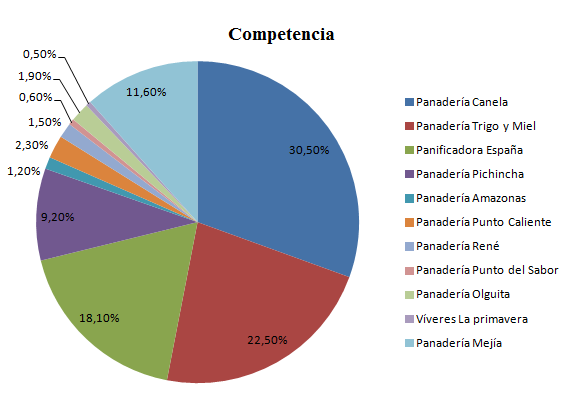 Competencia
0,50%
1,90%
0,60%
1,50%
2,30%
1,20%
9,20%
18,10%
22,50%
30,50%
11,60%
Panadería Canela
Panadería Trigo y Miel
Panificadora España
Panadería Pichincha
Panadería Amazonas
Panadería Punto Caliente
Panadería René
Panadería Punto del Sabor
Panadería Olguita
Víveres La primavera
Panadería Mejía